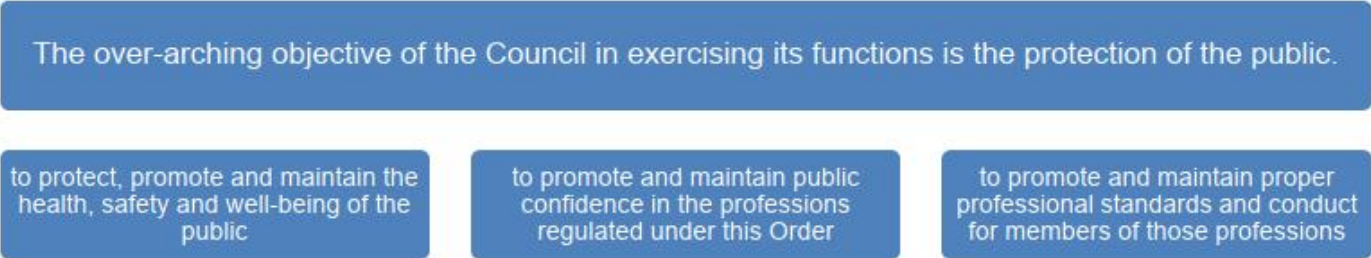 The over-arching objective of the Council in exercising its functions is the protection of the public.
to protect, promote and maintain the
health, safety and well-being of the
public
to promote and maintain public
confidence in the professions
regulated under this Order
to promote and maintain proper
professional standards and conduct
for members of those professions